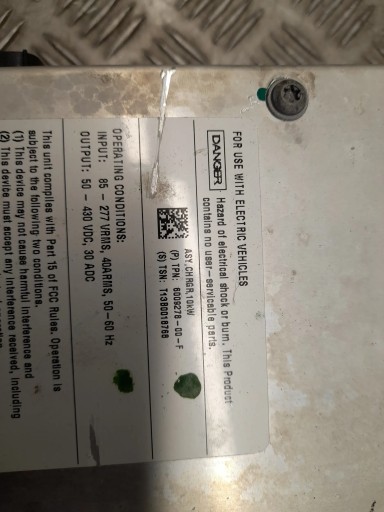 FOR USE WITH ELECTRIC VEHICLES
DANGER
Hazard of electrical shock or burn. This Product
contains no user-serviceable parts.
ASY,CHRGR,10kW
(P) TPN: 6009278-00-F
(S) TSN: T13B0018768
OPERATING CONDITIONS:
INPUT: 85 - 277 VRMS, 40ARMS, 50-60 Hz
OUTPUT: 50 - 430 VDC, 30 ADC
This unit complies with Part 15 of FCC Rules. Operation is
subject to the following two conditions.
(1) This device may not cause harmful interference and
(2) This device must accept any interference received, including